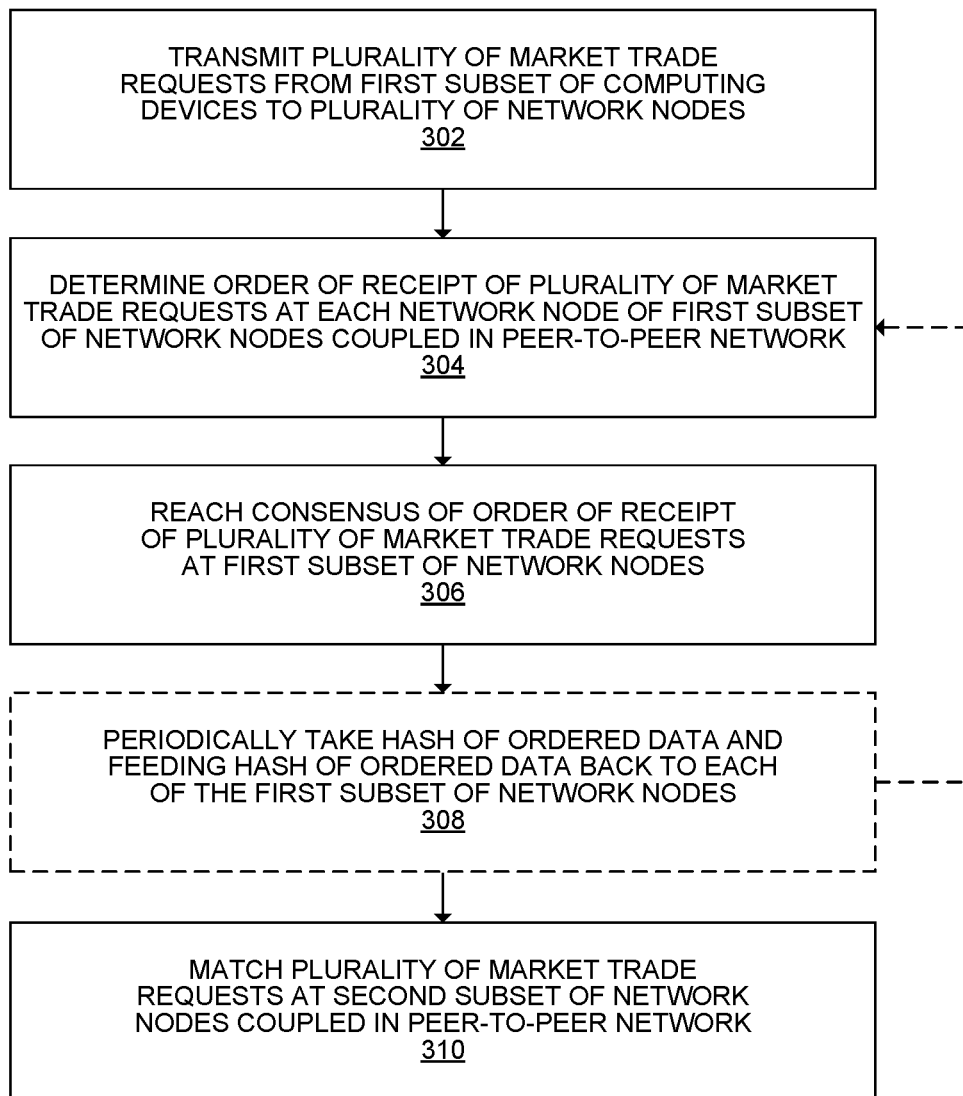 TRANSMIT PLURALITY OF MARKET TRADE
REQUESTS FROM FIRST SUBSET OF COMPUTING
DEVICES TO PLURALITY OF NETWORK NODES
302
DETERMINE ORDER OF RECEIPT OF PLURALITY OF MARKET
TRADE REQUESTS AT EACH NETWORK NODE OF FIRST SUBSET
OF NETWORK NODES COUPLED IN PEER-TO-PEER NETWORK
304
REACH CONSENSUS OF ORDER OF RECEIPT
OF PLURALITY OF MARKET TRADE REQUESTS
AT FIRST SUBSET OF NETWORK NODES
306
PERIODICALLY TAKE HASH OF ORDERED DATA AND
FEEDING HASH OF ORDERED DATA BACK TO EACH
OF THE FIRST SUBSET OF NETWORK NODES
308
MATCH PLURALITY OF MARKET TRADE
REQUESTS AT SECOND SUBSET OF NETWORK
NODES COUPLED IN PEER-TO-PEER NETWORK
310